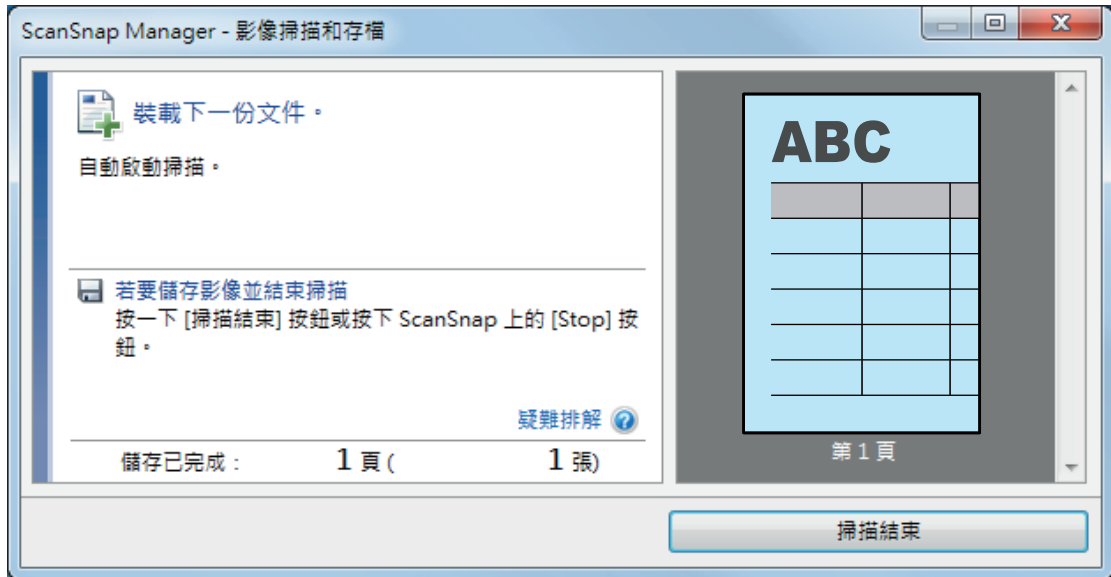 ScanSnap Manager - 影像掃描和存檔
裝載下一份文件。
自動啟動掃描。
若要儲存影像並結束掃描
按一下 [掃描結束] 按鈕或按下 ScanSnap 上的 [Stop] 按
鈕。
疑難排解
儲存已完成： 1 頁 ( 1 張)
ABC
第 1 頁
掃描結束